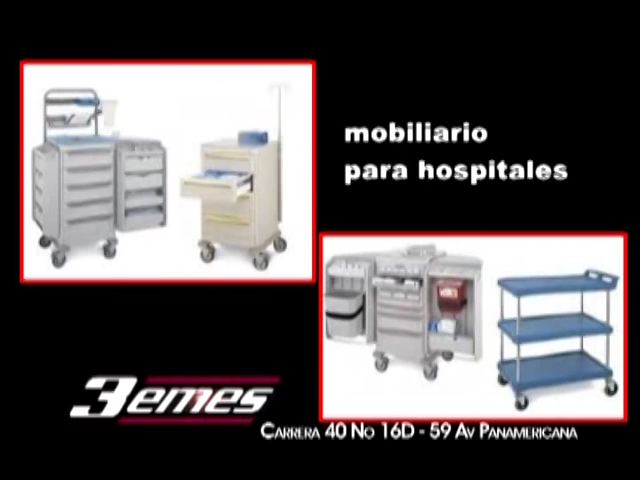 mobiliario
para hospitales
3emes
CARRERA 40 NO 16D - 59 AV PANAMERICANA